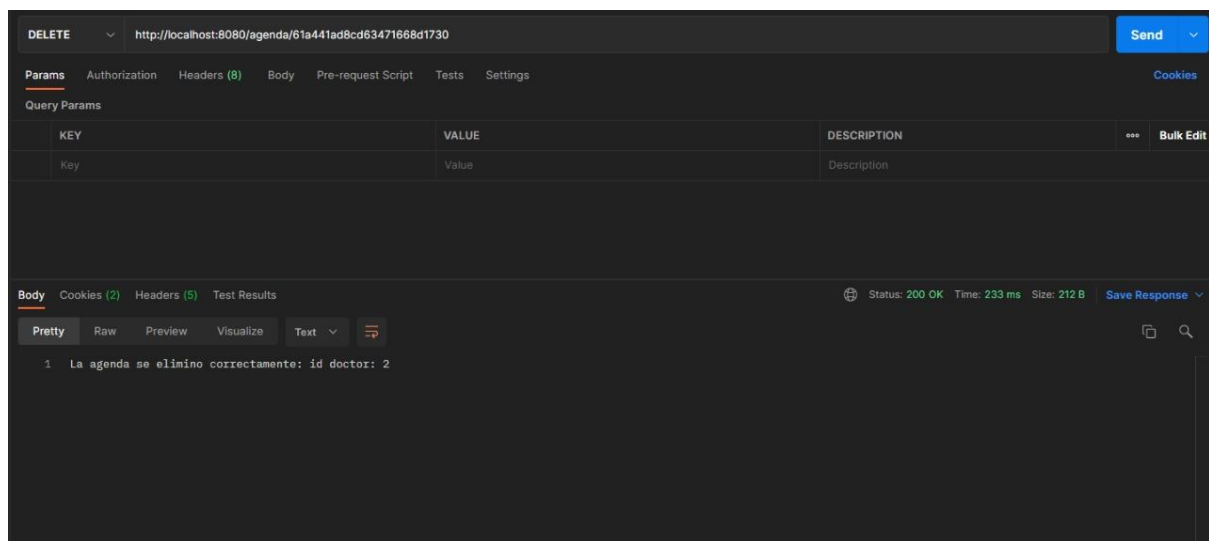 DELETE http://localhost:8080/agenda/61a441ad8cd63471668d1730 Send
Params Authorization Headers (8) Body Pre-request Script Tests Settings Cookies
Query Params
KEY VALUE DESCRIPTION ooo Bulk Edit
Key Value Description
Body Cookies (2) Headers (5) Test Results Status: 200 OK Time: 233 ms Size: 212 B Save Response
Pretty Raw Preview Visualize Text
1 La agenda se elimino correctamente: id doctor: 2